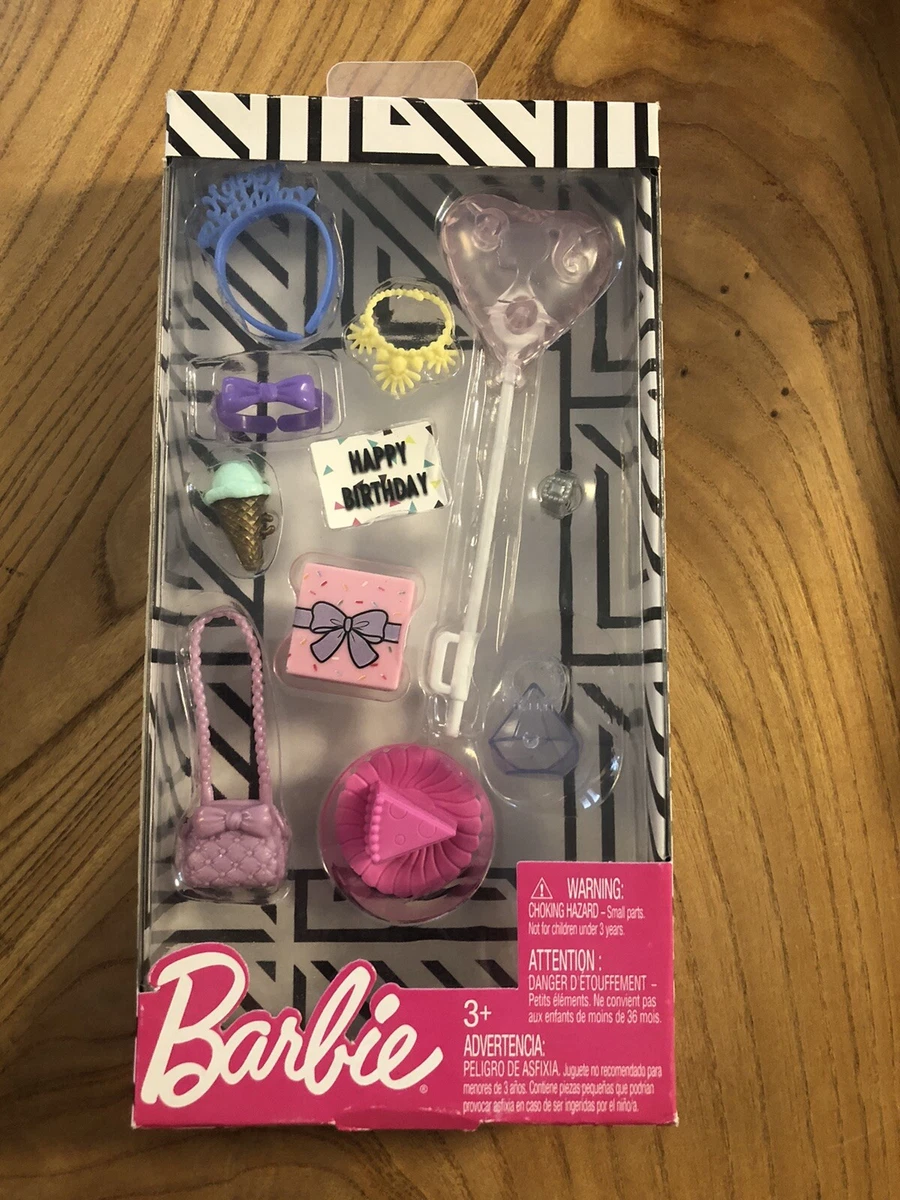 Happy
Birthday
HAPPY
BIRTHDAY
Barbie®
WARNING:
CHOKING HAZARD – Small parts.
Not for children under 3 years.
ATTENTION :
DANGER D'ÉTOUFFEMENT –
Petits éléments. Ne convient pas
aux enfants de moins de 36 mois.
3+
ADVERTENCIA:
PELIGRO DE ASFIXIA. Juguete no recomendado para
menores de 3 años. Contiene piezas pequeñas que podrían
provocar asfixia en caso de ser ingeridas por el niño/a.